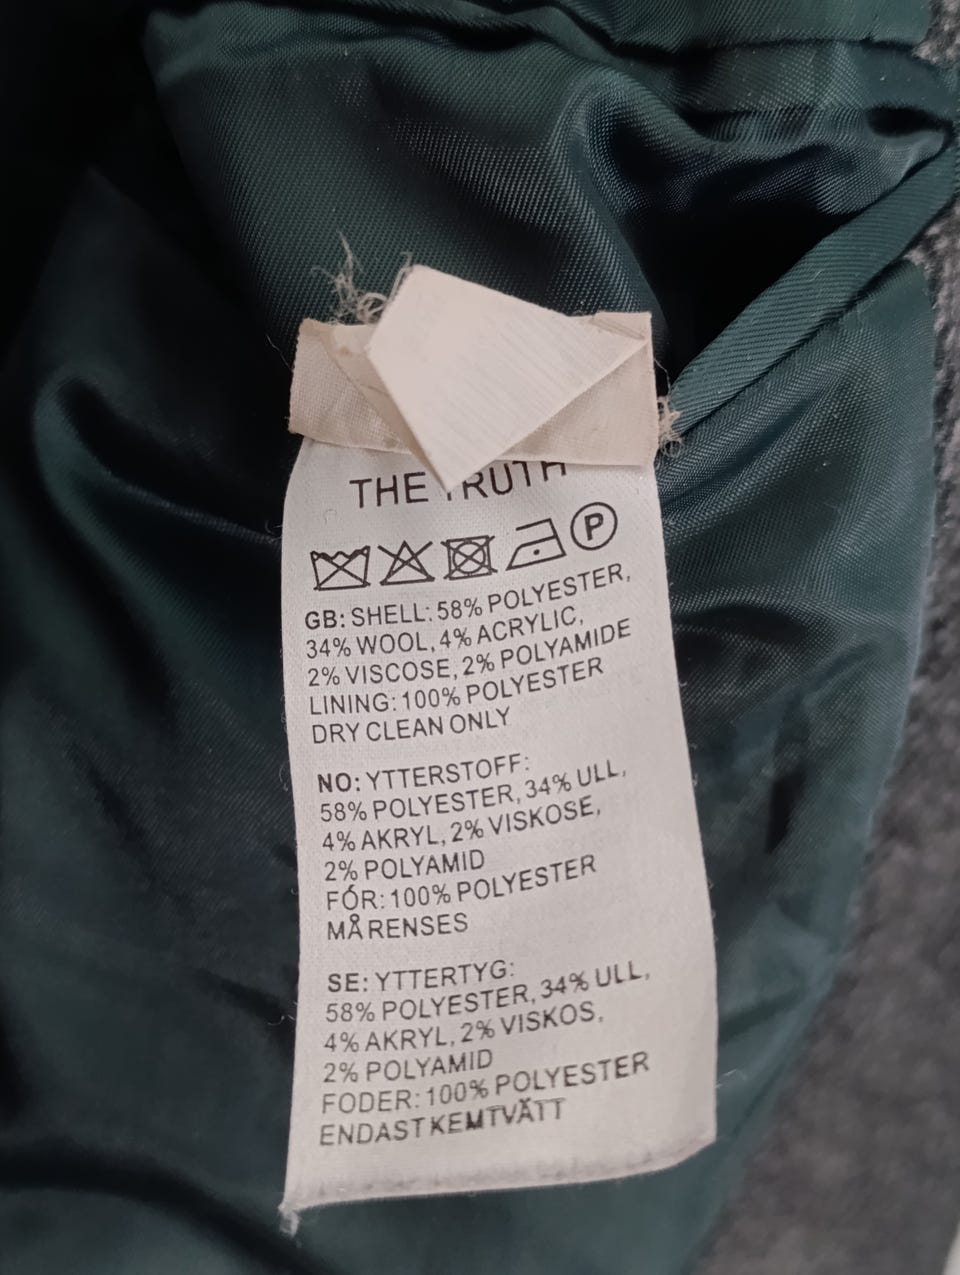 THE TRUTH
P
GB: SHELL: 58% POLYESTER,
34% WOOL, 4% ACRYLIC,
2% VISCOSE, 2% POLYAMIDE
LINING: 100% POLYESTER
DRY CLEAN ONLY
NO: YTTERSTOFF:
58% POLYESTER, 34% ULL,
4% AKRYL, 2% VISKOSE,
2% POLYAMID
FÓR: 100% POLYESTER
MÅ RENSES
SE: YTTERTYG:
58% POLYESTER, 34% ULL,
4% AKRYL, 2% VISKOS,
2% POLYAMID
FODER: 100% POLYESTER
ENDAST KEMTVÄTT